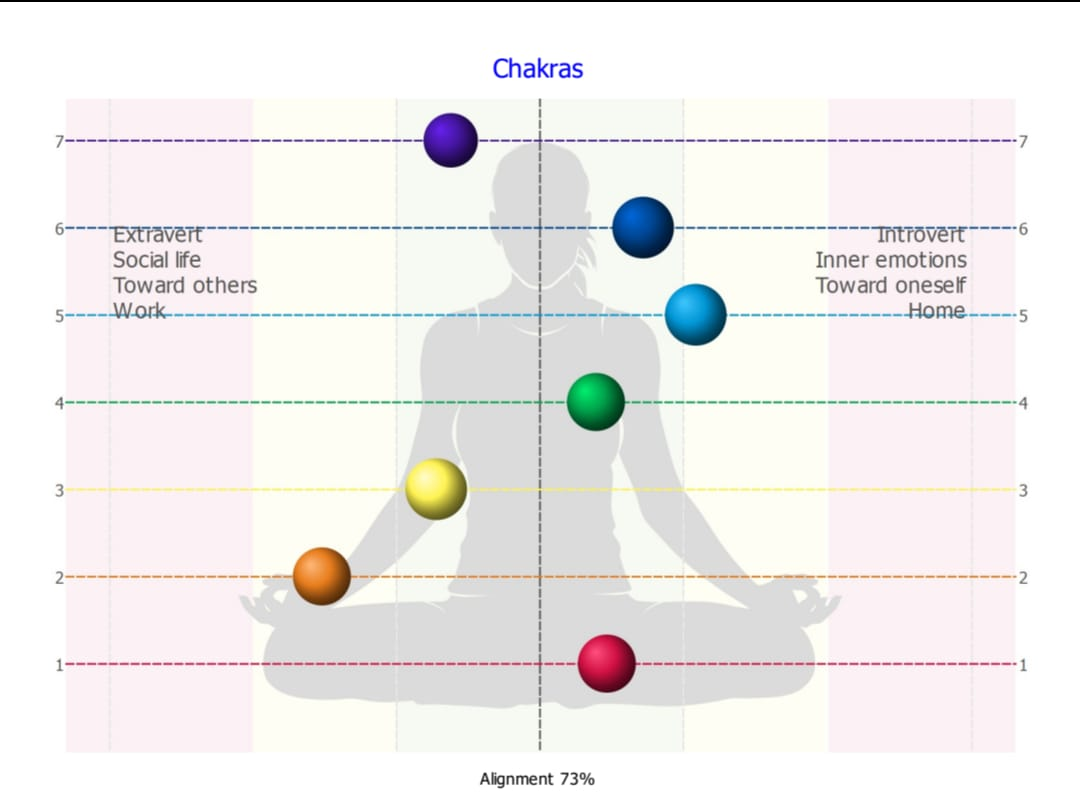 Chakras
7 7
6 6
Extravert Introvert
Social life Inner emotions
Toward others Toward oneself
Work Home
5 5
4 4
3 3
2 2
1 1
Alignment 73%